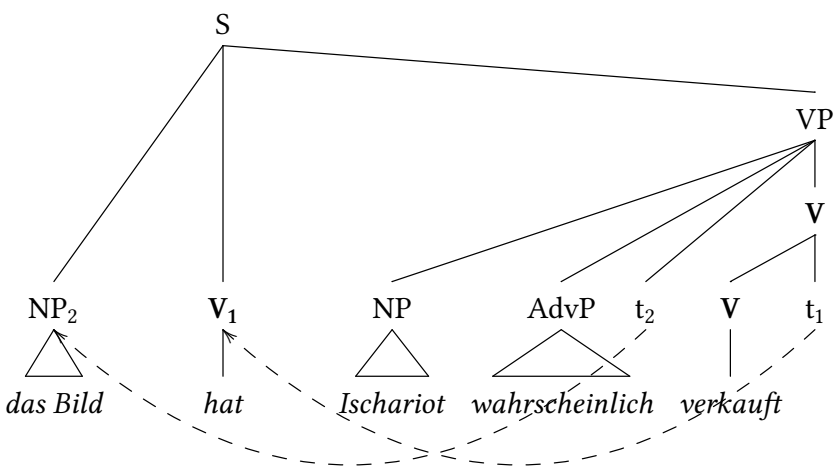 S
VP
V
NP₂ V₁ NP AdvP t₂ V t₁
das Bild hat Ischariot wahrscheinlich verkauft